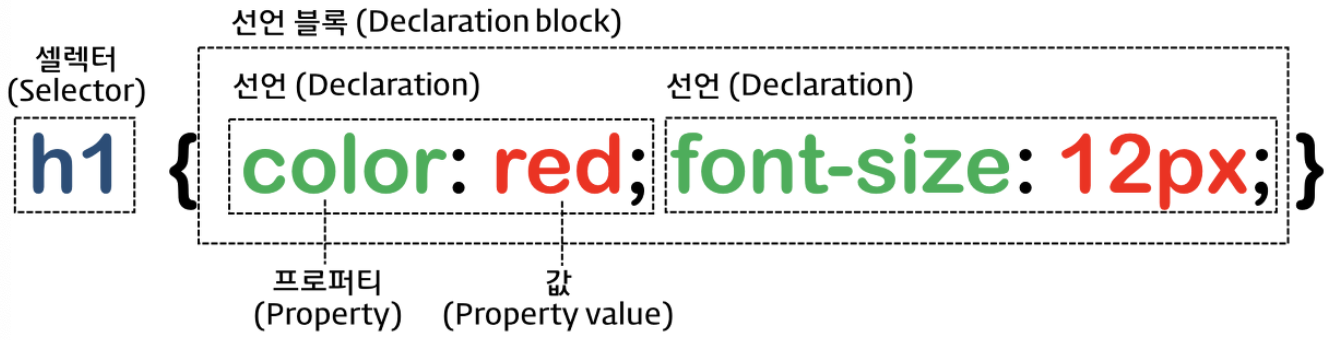 선언 블록 (Declaration block)
셀렉터
(Selector)
선언 (Declaration) 선언 (Declaration)
h1 { color: red; font-size: 12px; }
프로퍼티 값
(Property) (Property value)